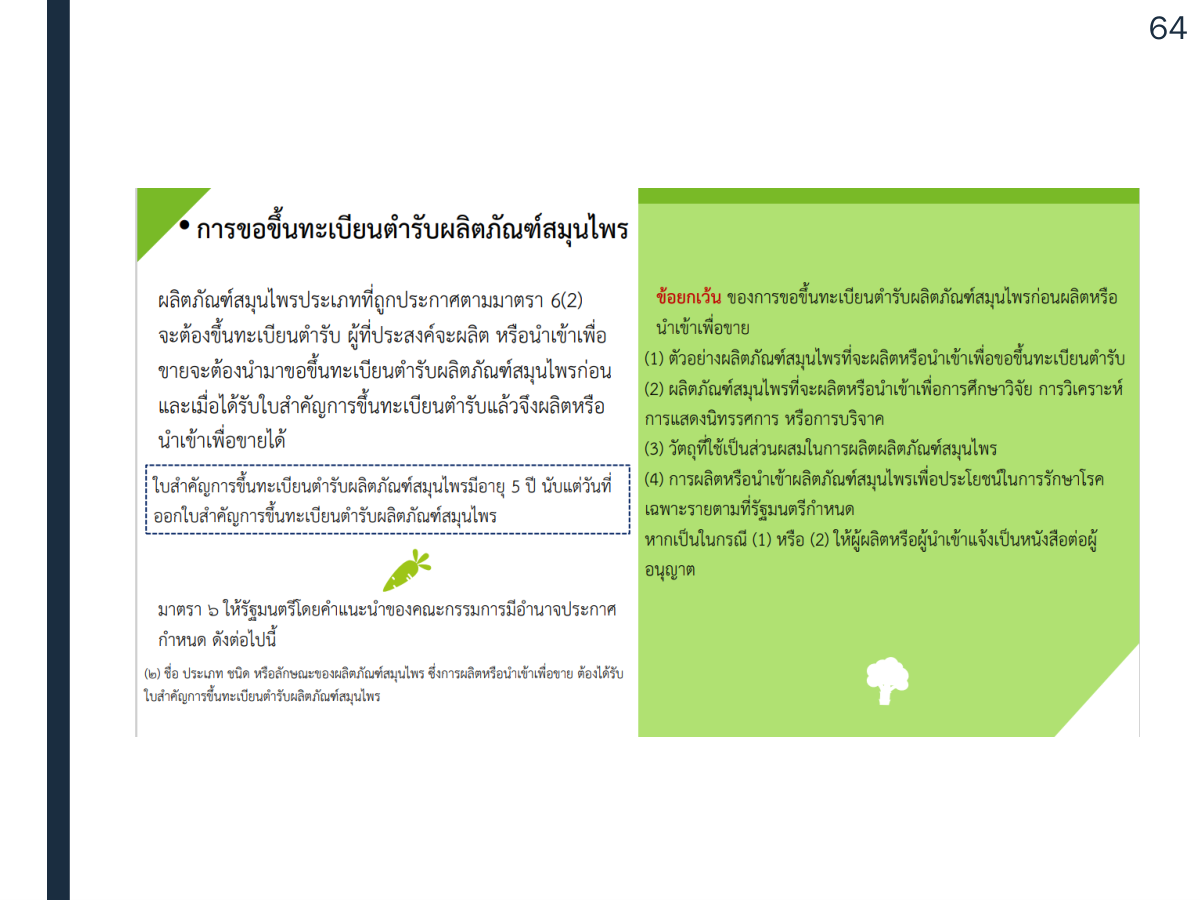 64
• การขอขึ้นทะเบียนตำรับผลิตภัณฑ์สมุนไพร
ผลิตภัณฑ์สมุนไพรประเภทที่ถูกประกาศตามมาตรา 6(2)
จะต้องขึ้นทะเบียนตำรับ ผู้ที่ประสงค์จะผลิต หรือนำเข้าเพื่อ
ขายจะต้องนำมาขอขึ้นทะเบียนตำรับผลิตภัณฑ์สมุนไพรก่อน
และเมื่อได้รับใบสำคัญการขึ้นทะเบียนตำรับแล้วจึงผลิตหรือ
นำเข้าเพื่อขายได้
ใบสำคัญการขึ้นทะเบียนตำรับผลิตภัณฑ์สมุนไพรมีอายุ 5 ปี นับแต่วันที่
ออกใบสำคัญการขึ้นทะเบียนตำรับผลิตภัณฑ์สมุนไพร
มาตรา ๖ ให้รัฐมนตรีโดยคำแนะนำของคณะกรรมการมีอำนาจประกาศ
กำหนด ดังต่อไปนี้
(๒) ชื่อ ประเภท ชนิด หรือลักษณะของผลิตภัณฑ์สมุนไพร ซึ่งการผลิตหรือนำเข้าเพื่อขาย ต้องได้รับ
ใบสำคัญการขึ้นทะเบียนตำรับผลิตภัณฑ์สมุนไพร
ข้อยกเว้น ของการขอขึ้นทะเบียนตำรับผลิตภัณฑ์สมุนไพรก่อนผลิตหรือ
นำเข้าเพื่อขาย
(1) ตัวอย่างผลิตภัณฑ์สมุนไพรที่จะผลิตหรือนำเข้าเพื่อขอขึ้นทะเบียนตำรับ
(2) ผลิตภัณฑ์สมุนไพรที่จะผลิตหรือนำเข้าเพื่อการศึกษาวิจัย การวิเคราะห์
การแสดงนิทรรศการ หรือการบริจาค
(3) วัตถุที่ใช้เป็นส่วนผสมในการผลิตผลิตภัณฑ์สมุนไพร
(4) การผลิตหรือนำเข้าผลิตภัณฑ์สมุนไพรเพื่อประโยชน์ในการรักษาโรค
เฉพาะรายตามที่รัฐมนตรีกำหนด
หากเป็นในกรณี (1) หรือ (2) ให้ผู้ผลิตหรือผู้นำเข้าแจ้งเป็นหนังสือต่อผู้
อนุญาต